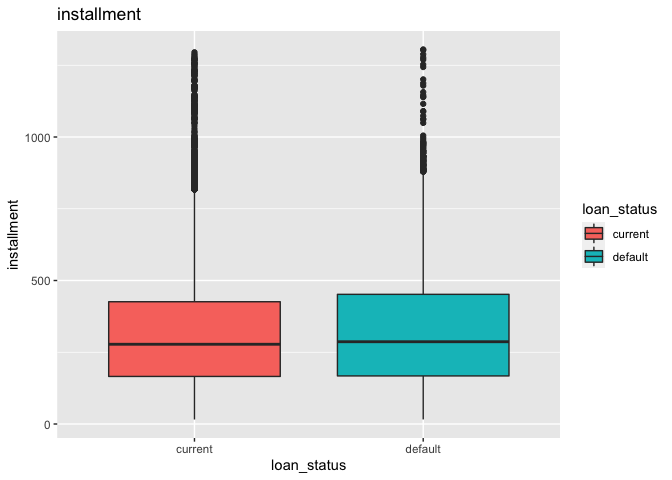 installment
1000
500
0
installment
current
default
loan_status
loan_status
current
default